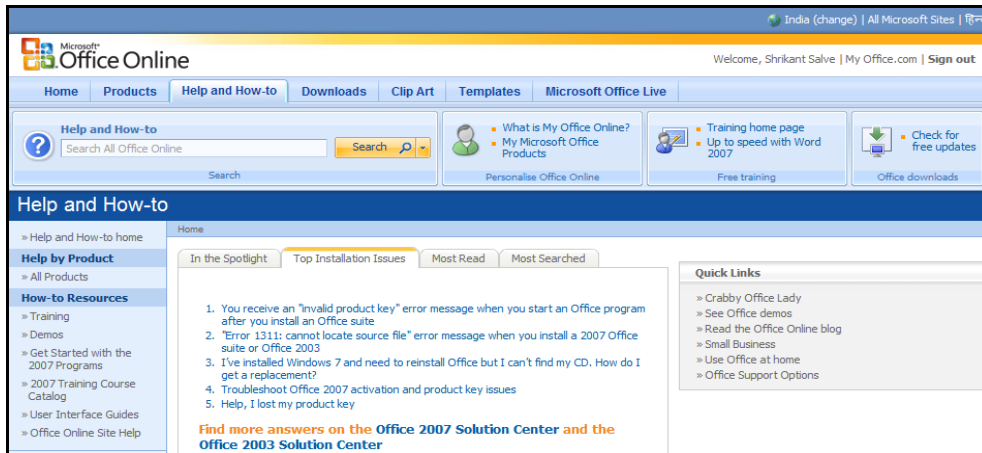 India (change) | All Microsoft Sites |
Microsoft®
Office Online
Welcome, Shrikant Salve | My Office.com | Sign out
Home Products Help and How-to Downloads Clip Art Templates Microsoft Office Live
Help and How-to
Search All Office Online
Search
Search
What is My Office Online?
My Microsoft Office
Products
Personalise Office Online
Training home page
Up to speed with Word
2007
Free training
Check for
free updates
Office downloads
Help and How-to
» Help and How-to home
Help by Product
» All Products
How-to Resources
» Training
» Demos
» Get Started with the
2007 Programs
» 2007 Training Course
Catalog
» User Interface Guides
» Office Online Site Help
Home
In the Spotlight Top Installation Issues Most Read Most Searched
1. You receive an "invalid product key" error message when you start an Office program
after you install an Office suite
2. "Error 1311: cannot locate source file" error message when you install a 2007 Office
suite or Office 2003
3. I've installed Windows 7 and need to reinstall Office but I can't find my CD. How do I
get a replacement?
4. Troubleshoot Office 2007 activation and product key issues
5. Help, I lost my product key
Find more answers on the Office 2007 Solution Center and the
Office 2003 Solution Center
Quick Links
» Crabby Office Lady
» See Office demos
» Read the Office Online blog
» Small Business
» Use Office at home
» Office Support Options